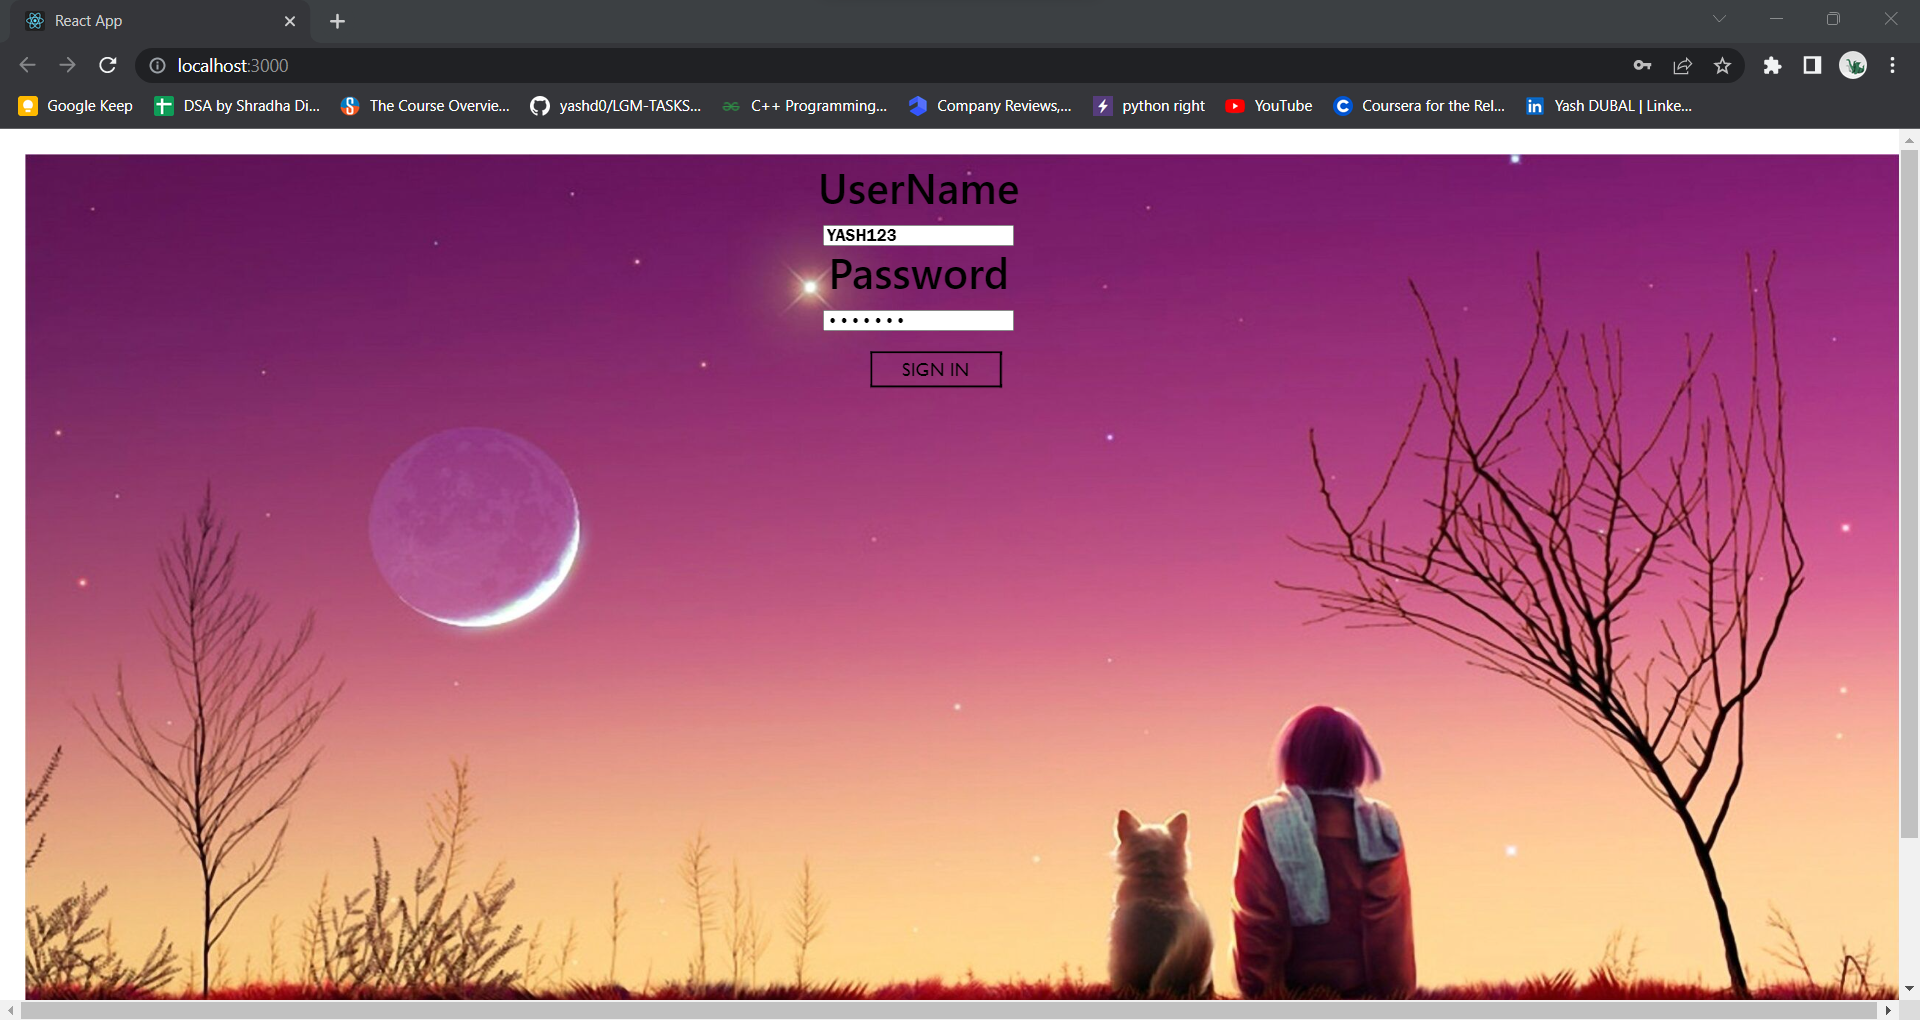 React App
localhost:3000
Google Keep
DSA by Shradha Di...
The Course Overvie...
yashd0/LGM-TASKS...
C++ Programming...
Company Reviews,...
python right
YouTube
Coursera for the Rel...
Yash DUBAL | Linke...
UserName
YASH123
Password
•••••••
SIGN IN